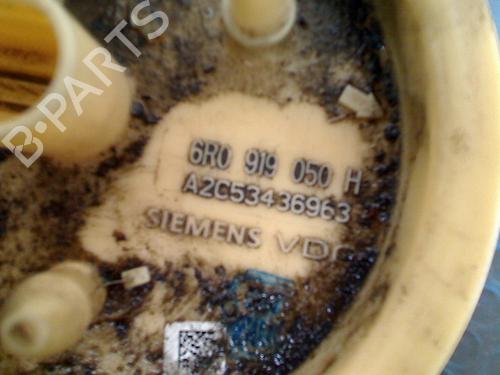 B-PARTS
6R0 919 050 H
A2C53436963
SIEMENS VDO